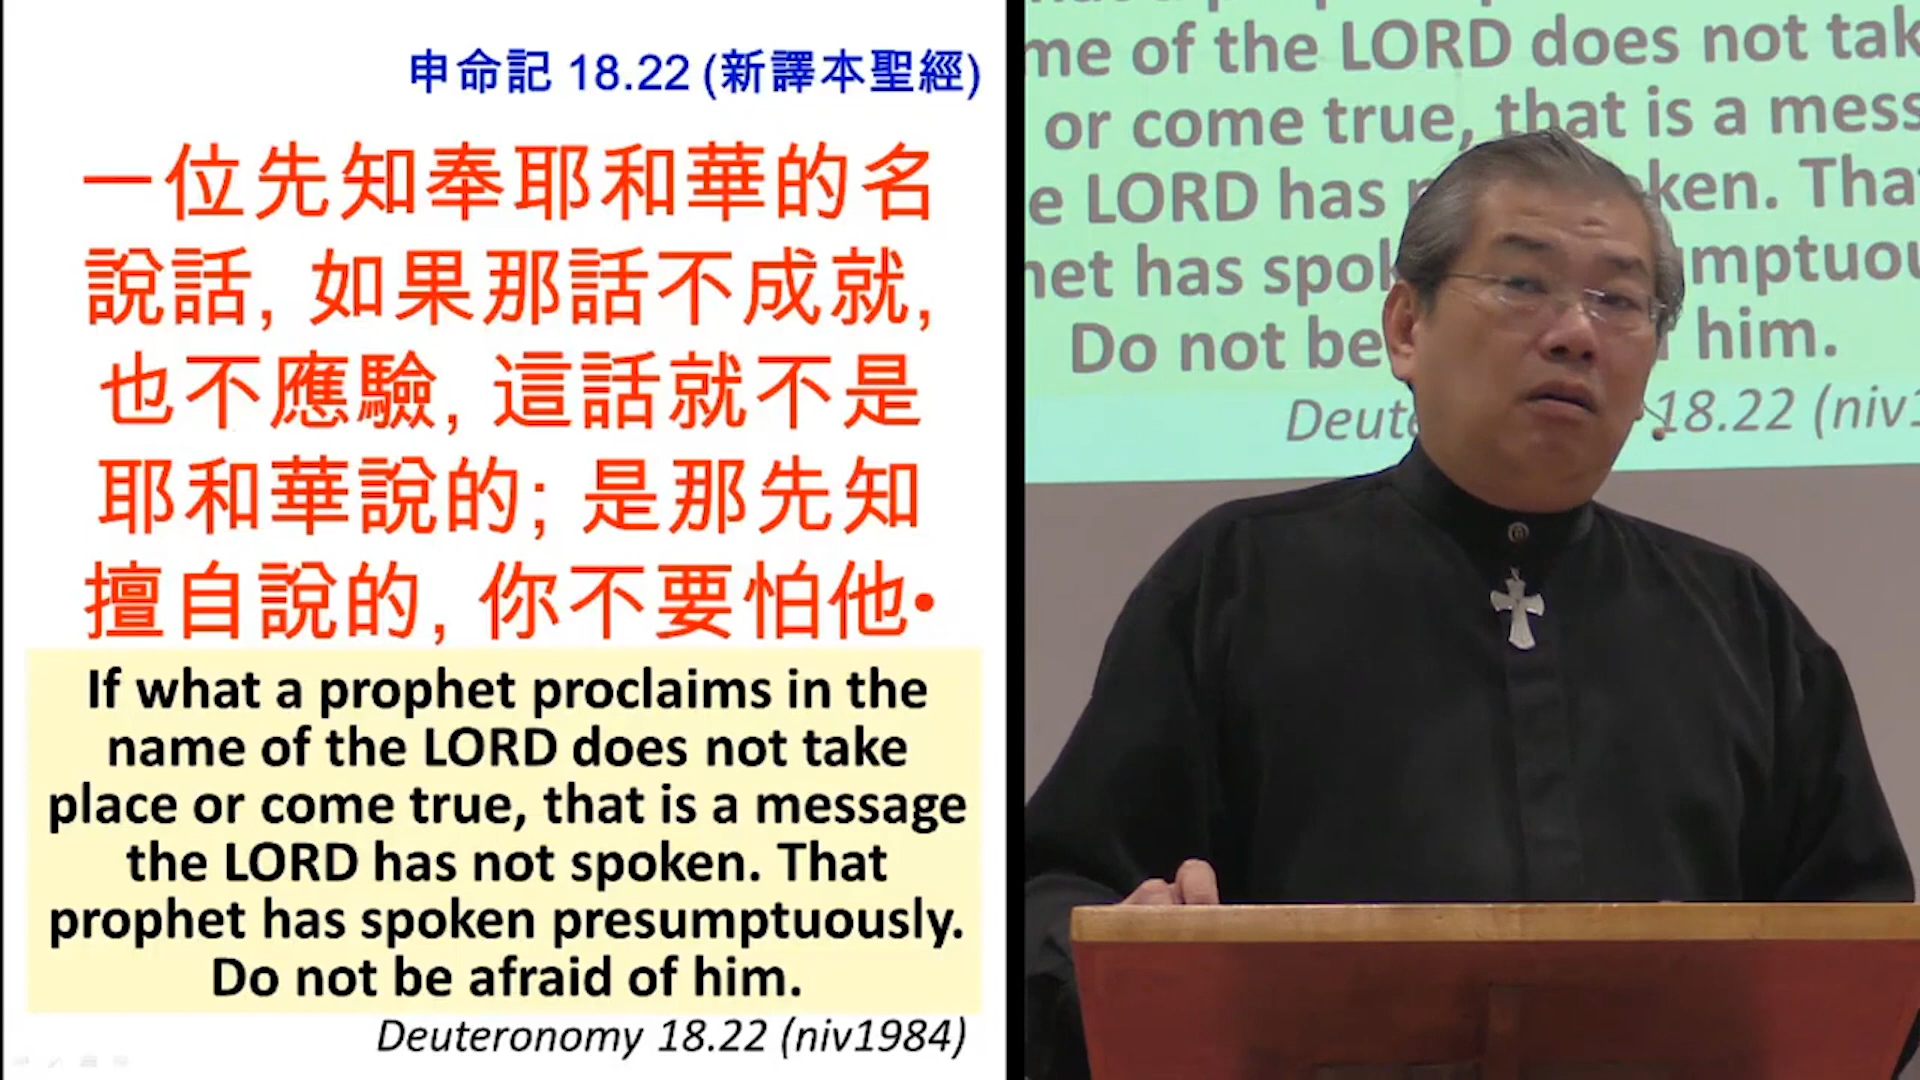 申命記 18.22 (新譯本聖經)
一位先知奉耶和華的名
說話, 如果那話不成就,
也不應驗, 這話就不是
耶和華說的; 是那先知
擅自說的, 你不要怕他•
If what a prophet proclaims in the
name of the LORD does not take
place or come true, that is a message
the LORD has not spoken. That
prophet has spoken presumptuously.
Do not be afraid of him.
Deuteronomy 18.22 (niv1984)
me of the LORD does not tak
or come true, that is a mess
e LORD has ken. Tha
het has spok mptuou
Do not be him.
Deute 18.22 (niv1